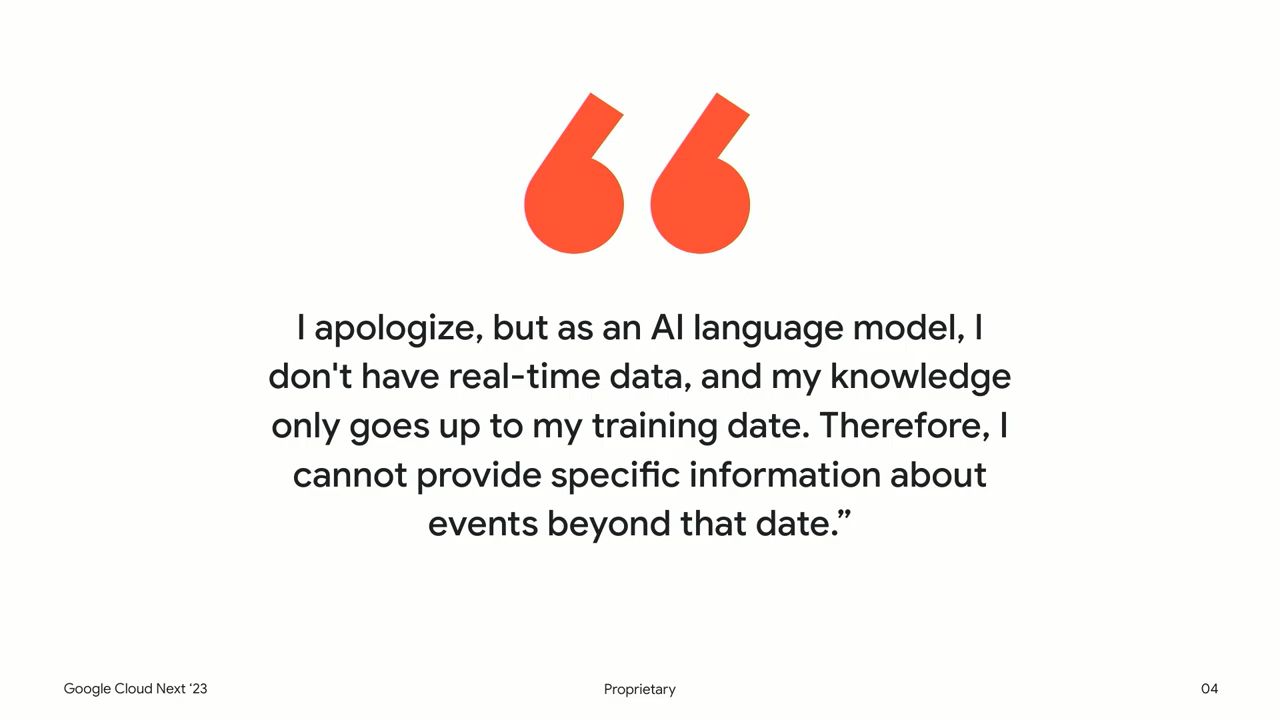 I apologize, but as an AI language model, I
don't have real-time data, and my knowledge
only goes up to my training date. Therefore, I
cannot provide specific information about
events beyond that date.”
Google Cloud Next ‘23
Proprietary
04